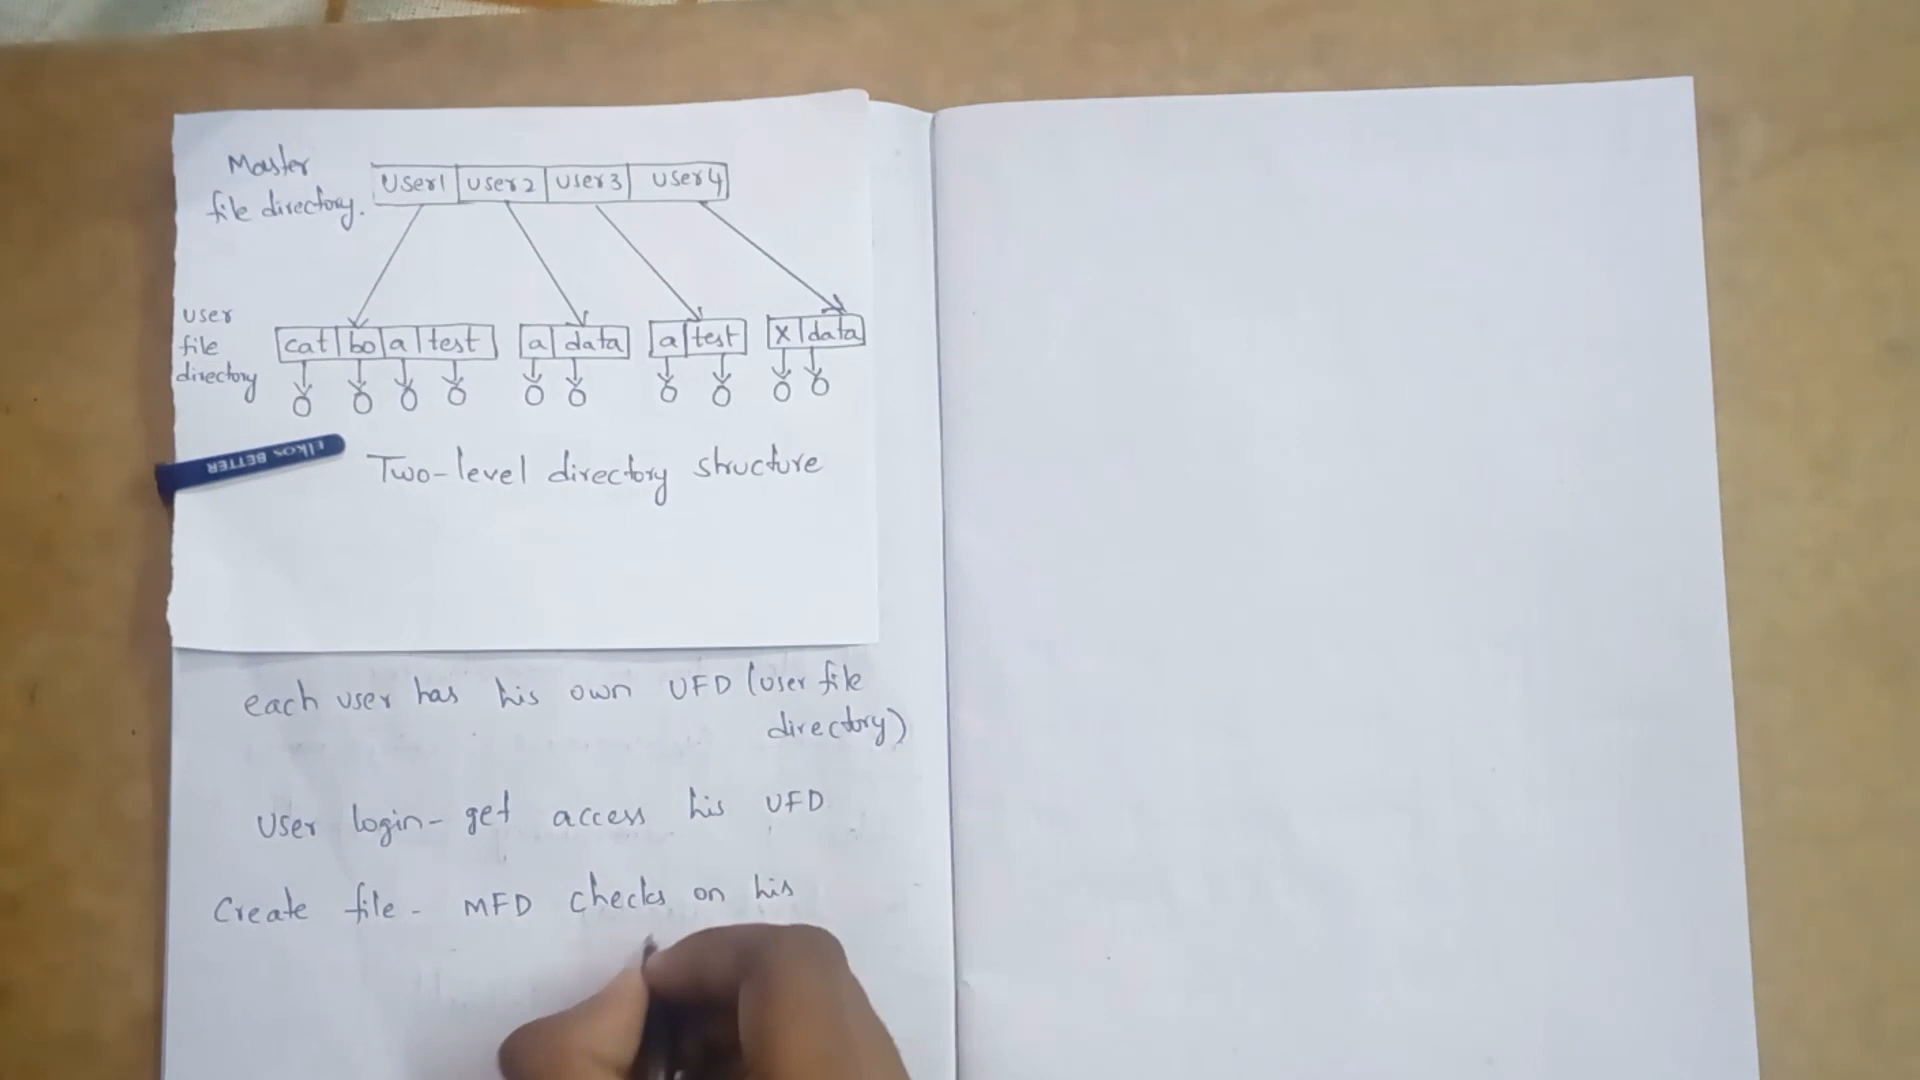 Master
file directory.
User1 user2 user3 user4
user
file
directory
cat bo a test a data a test x data
elkos BETTER
Two-level directory structure
each user has his own UFD (user file
directory)
User login- get access his UFD
Create file - MFD checks on his